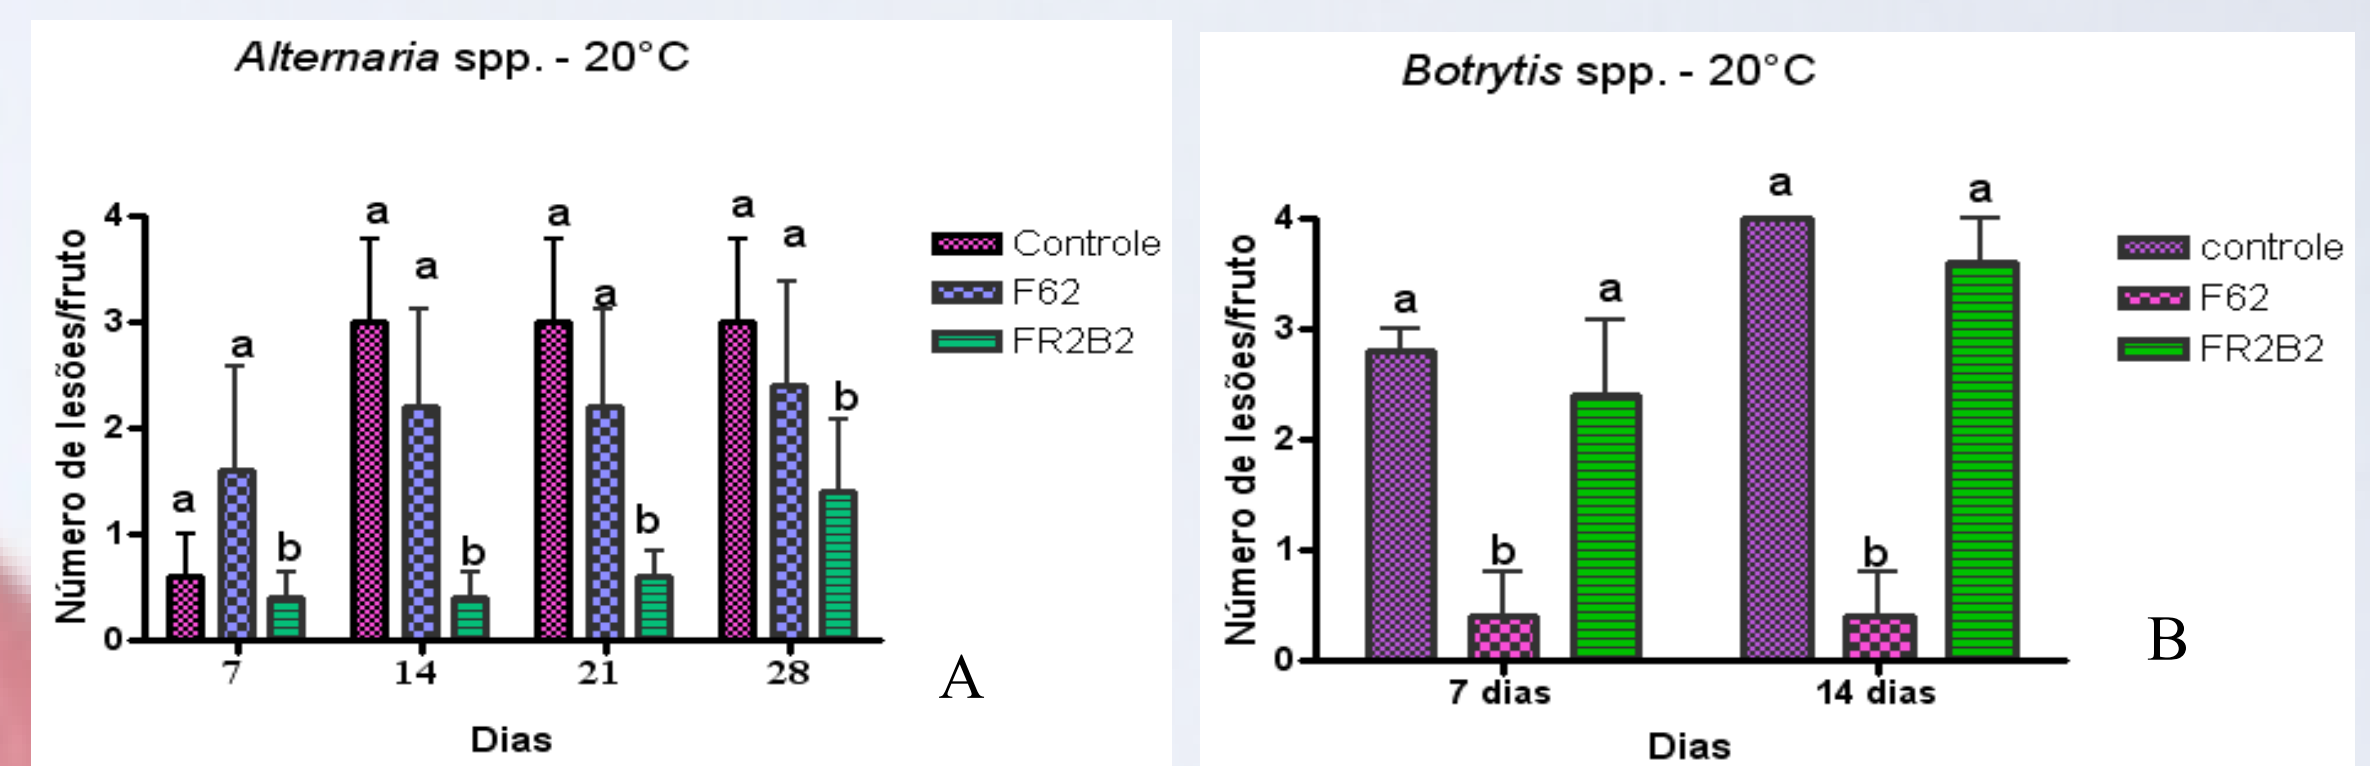 Alternaria spp. - 20°C
Número de lesões/fruto
4
3
2
1
0
a
a
b
a
a
b
a
a
b
a
a
b
7
14
21
28
Dias
Controle
F62
FR2B2
A
Botrytis spp. - 20°C
Número de lesões/fruto
4
3
2
1
0
a
b
a
a
b
a
7 dias
14 dias
Dias
controle
F62
FR2B2
B